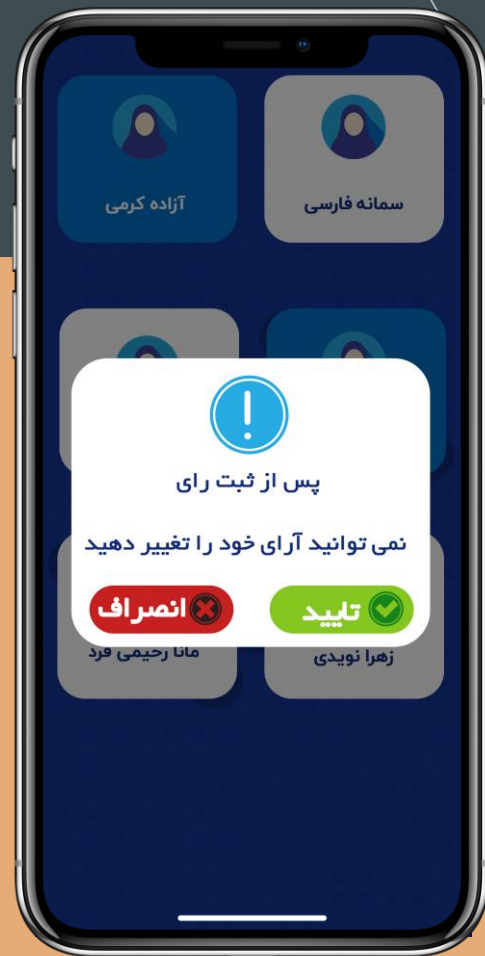 سمانه فارسی
آزاده کرمی
پس از ثبت رای
نمی توانید آرای خود را تغییر دهید
تایید
انصراف
زهرا نویدی
مانا رحیمی فرد